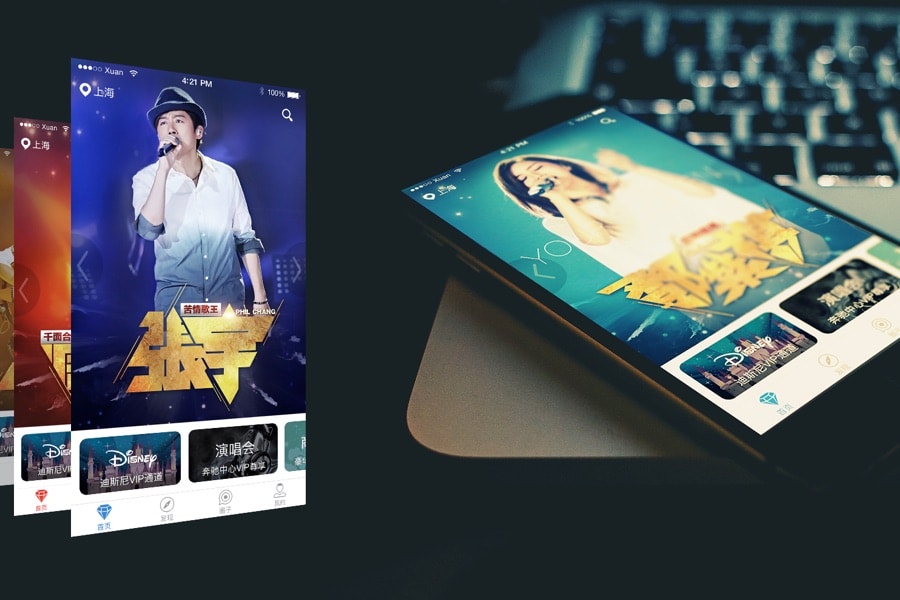 Xuan
上海
千面
DISNEY
迪斯尼VIP
首页
Xuan 4:21 PM 100%
上海
苦情歌王
PHIL CHANG
张宇
DISNEY
迪斯尼VIP通道
演唱会
奔驰中心VIP尊享
首页 发现 圈子 我的
Xuan 4:21 PM 100%
上海
YO
DISNEY
迪斯尼VIP通道
演唱会
奔驰中心VIP尊享
首页